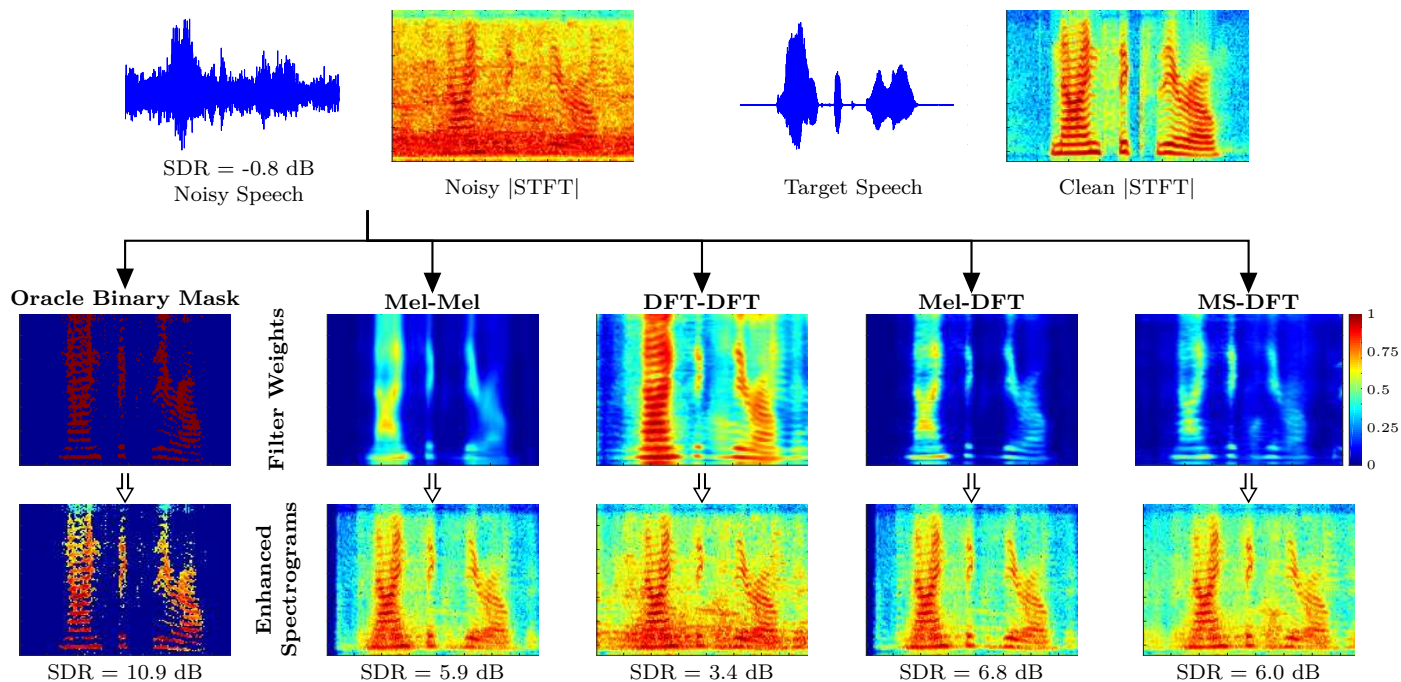 SDR = -0.8 dB
Noisy Speech
Noisy |STFT|
Target Speech
Clean |STFT|
Oracle Binary Mask
Mel-Mel
DFT-DFT
Mel-DFT
MS-DFT
Filter Weights
1
0.75
0.5
0.25
0
Enhanced
Spectrograms
SDR = 10.9 dB
SDR = 5.9 dB
SDR = 3.4 dB
SDR = 6.8 dB
SDR = 6.0 dB